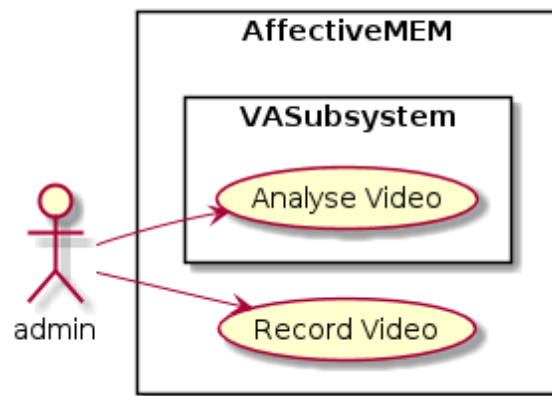 AffectiveMEM
VASubsystem
Analyse Video
admin
Record Video